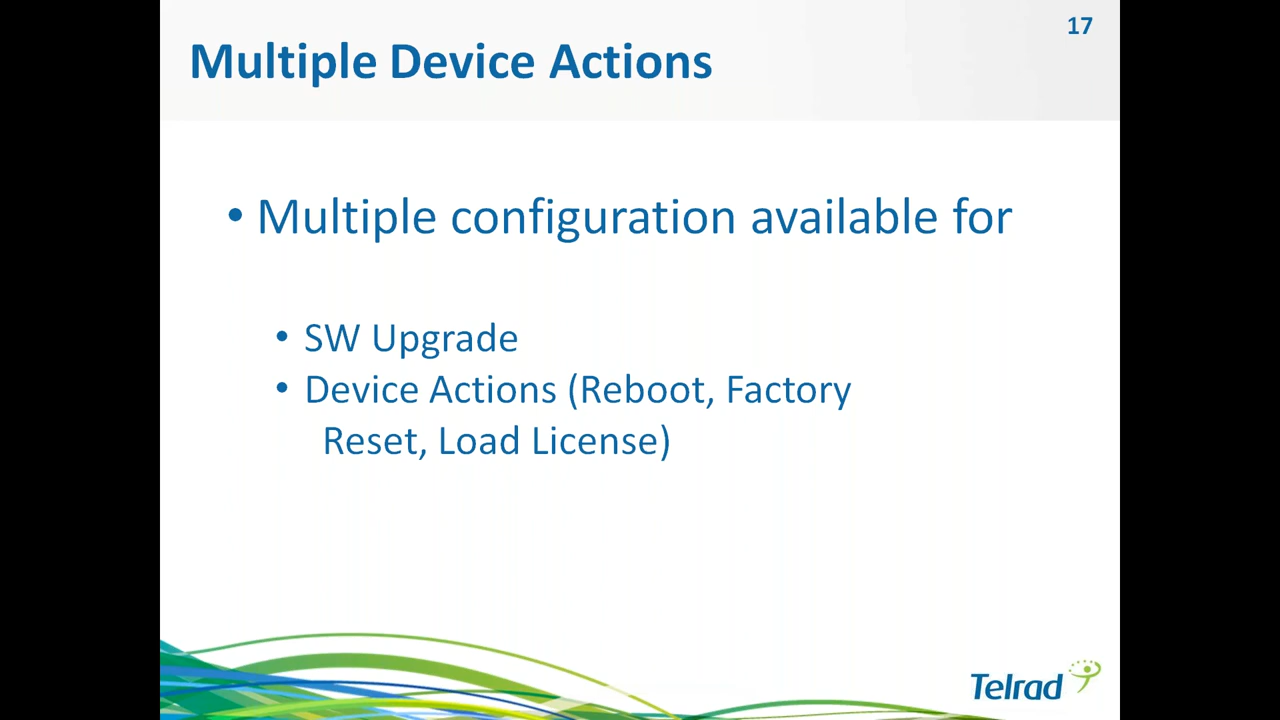 17
Multiple Device Actions
• Multiple configuration available for
• SW Upgrade
• Device Actions (Reboot, Factory
Reset, Load License)
Telrad